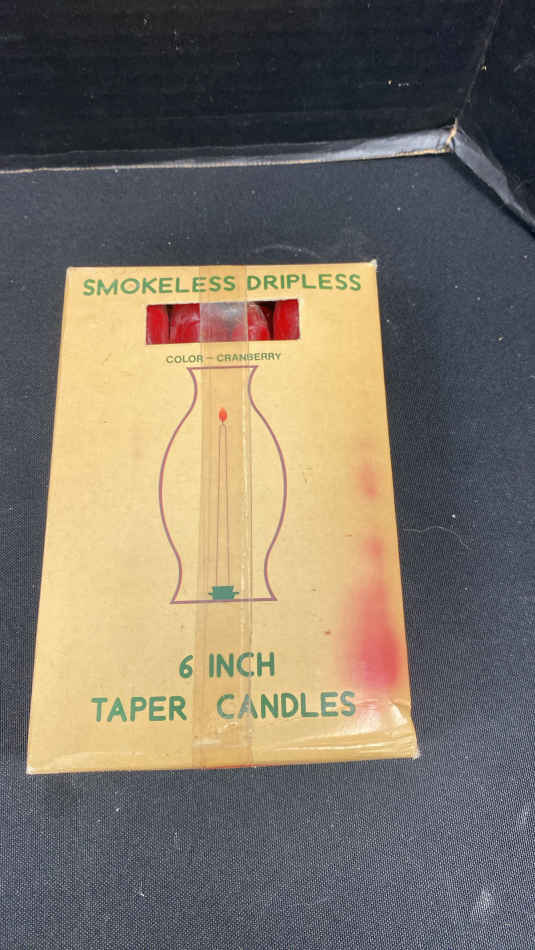 SMOKELESS DRIPLESS
COLOR – CRANBERRY
6 INCH
TAPER CANDLES